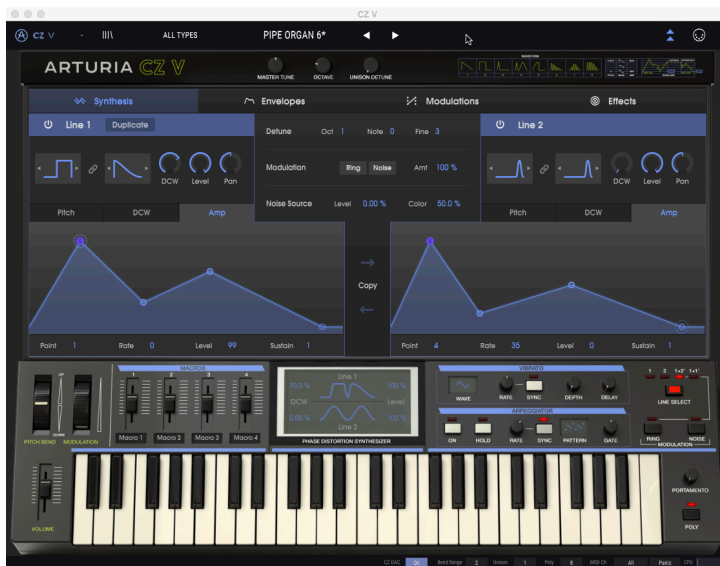 CZ V
CZ V
ALL TYPES
PIPE ORGAN 6*
ARTURIA CZ V
MASTER TUNE
OCTAVE
UNISON DETUNE
Synthesis
Envelopes
Modulations
Effects
Line 1
Duplicate
Detune Oct 1 Note 0 Fine 3
Line 2
Modulation Ring Noise Amt 100 %
DCW Level Pan
DCW Level Pan
Noise Source Level 0.00 % Color 50.0 %
Pitch DCW Amp
Pitch DCW Amp
Copy
Point 1 Rate 0 Level 99 Sustain 1
Point 4 Rate 35 Level 0 Sustain 1
MACROS
1 2 3 4
UP
DOWN
PITCH BEND MODULATION
Macro 1 Macro 2 Macro 3 Macro 4
Line 1
70.0 % 100 %
DCW Level
0.00 % 100 %
Line 2
PHASE DISTORTION SYNTHESIZER
VIBRATO
WAVE RATE SYNC DEPTH DELAY
ARPEGGIATOR
ON HOLD RATE SYNC PATTERN GATE
1 2 1+2' 1+1'
LINE SELECT
RING NOISE
MODULATION
VOLUME
PORTAMENTO
POLY
CZ DAC On Bend Range 2 Unison 1 Poly 8 MIDI Ch All Panic CPU